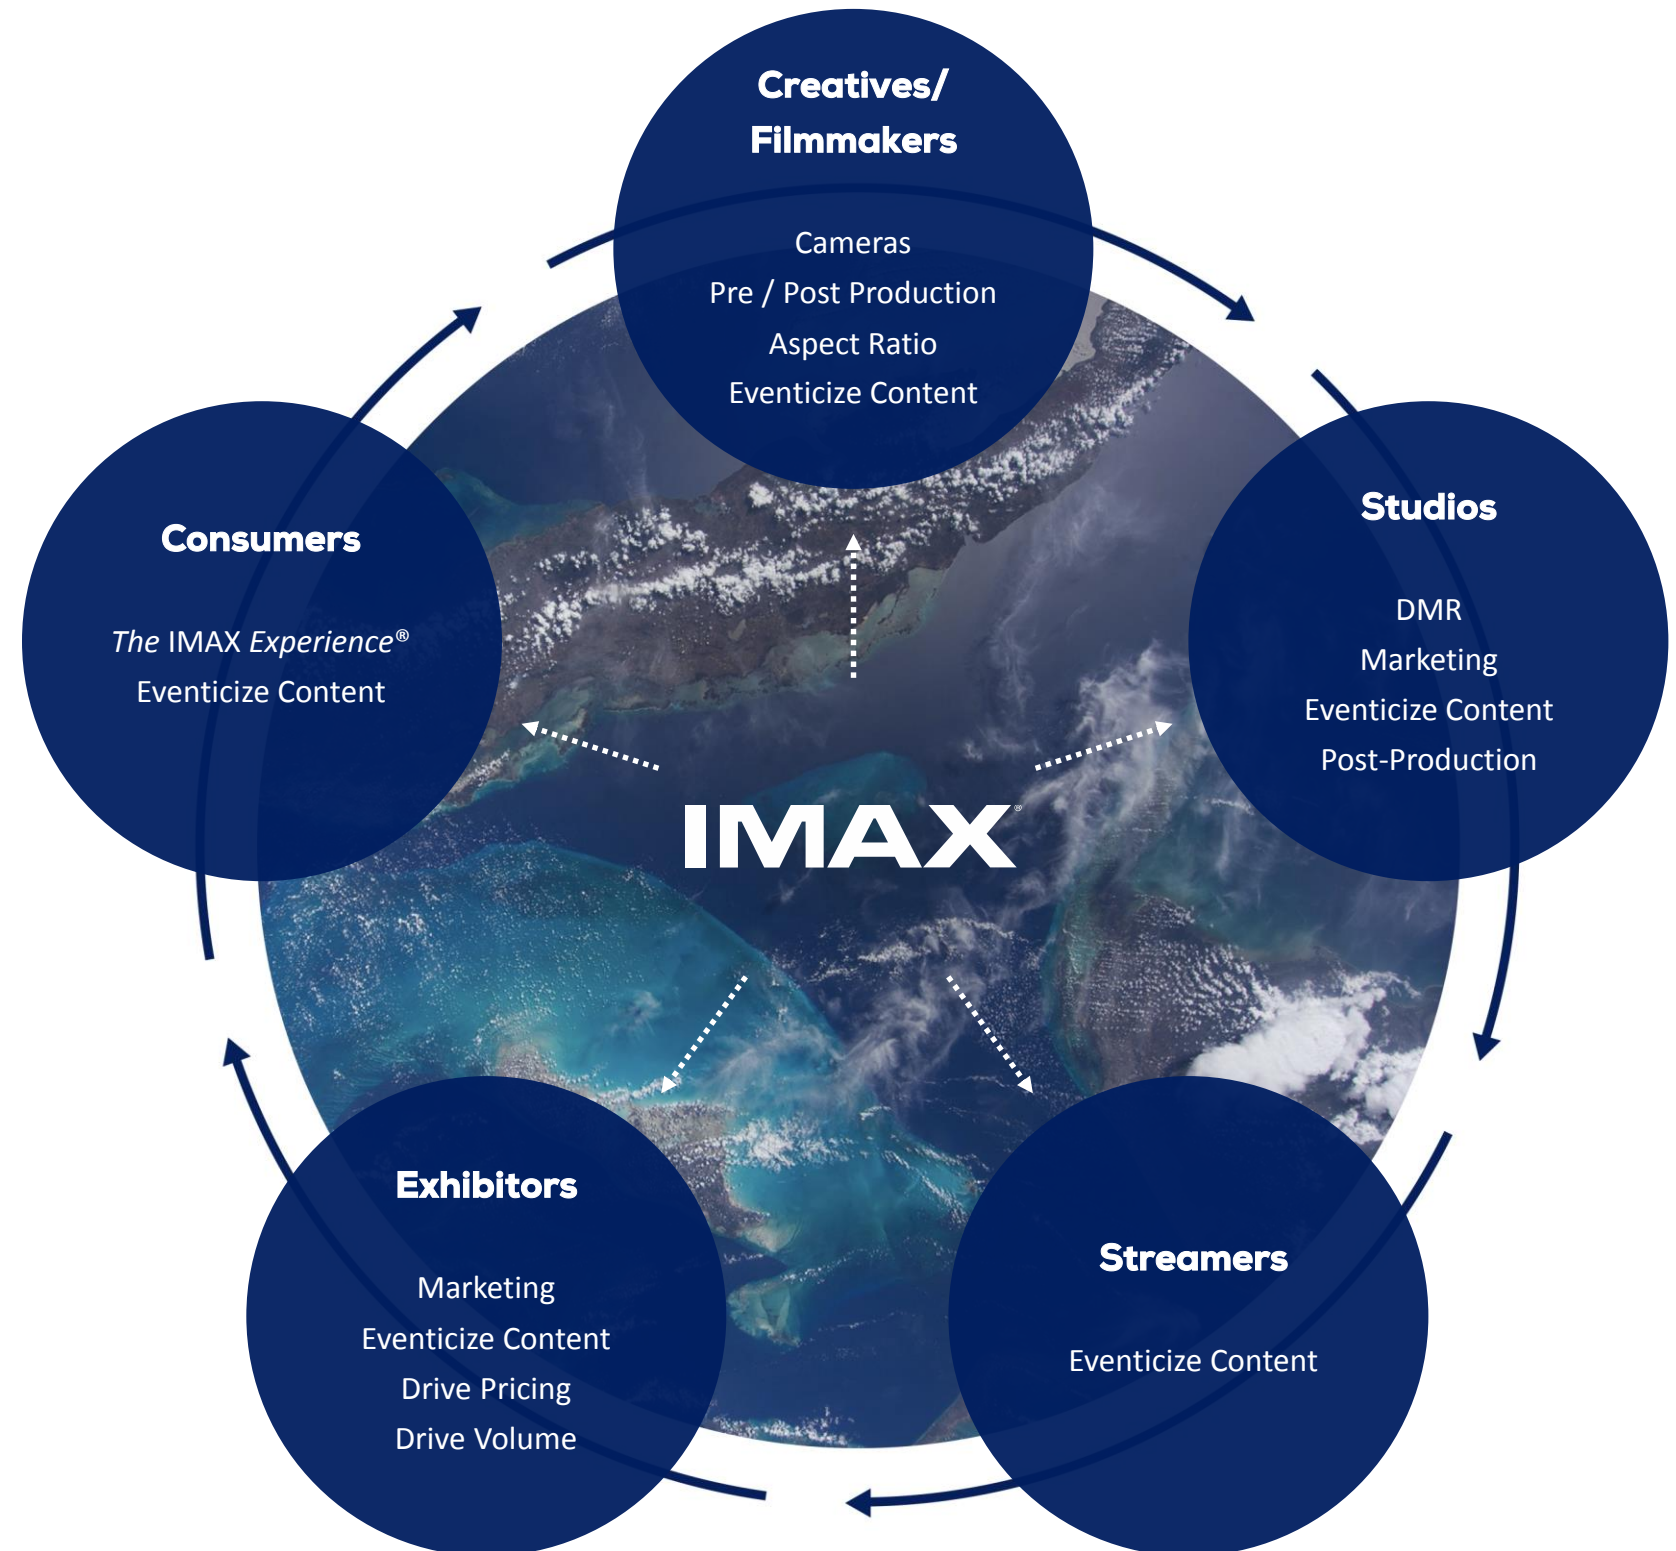 Creatives/
Filmmakers
Cameras
Pre / Post Production
Aspect Ratio
Eventicize Content
Studios
DMR
Marketing
Eventicize Content
Post-Production
Consumers
The IMAX Experience®
Eventicize Content
IMAX®
Exhibitors
Marketing
Eventicize Content
Drive Pricing
Drive Volume
Streamers
Eventicize Content